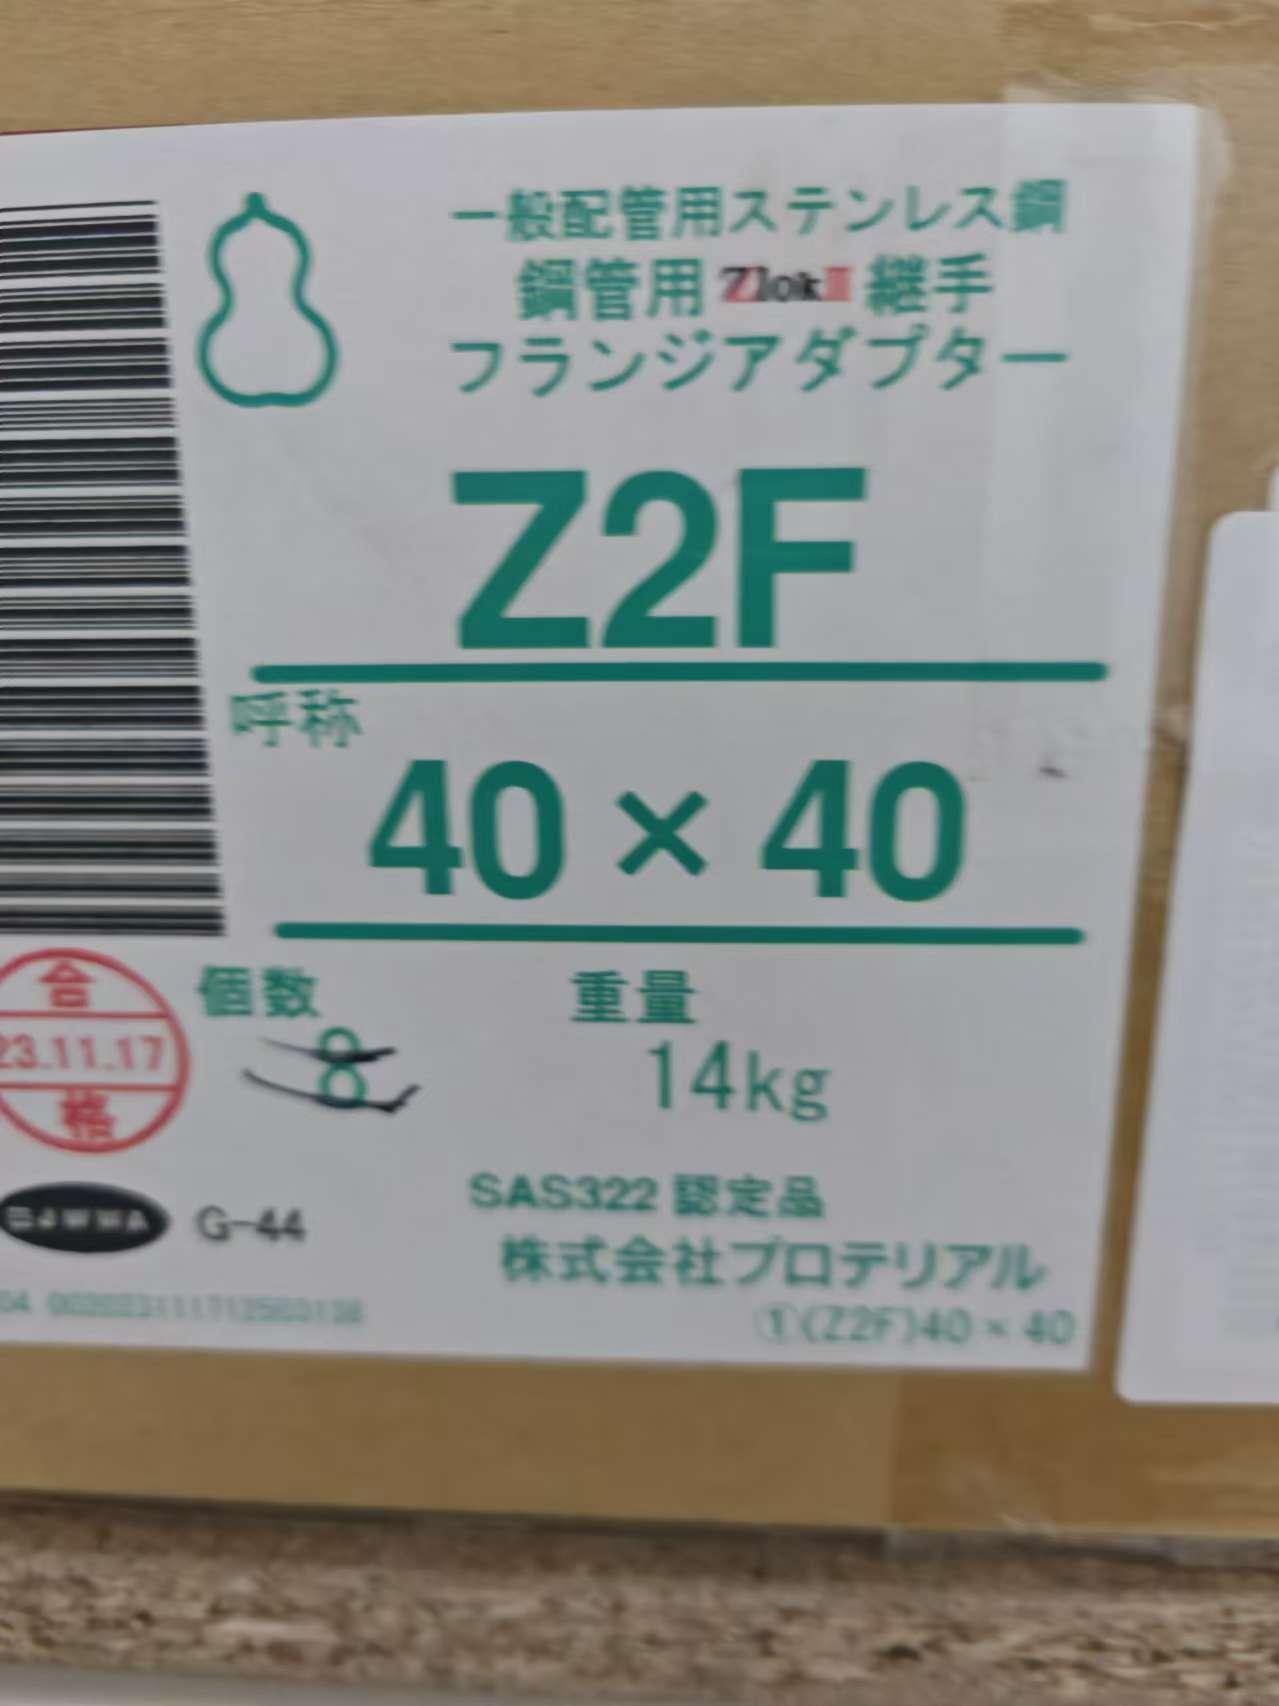 一般配管用ステンレス鋼
鋼管用 ZlokⅡ 継手
フランジアダプター
Z2F
呼称
40×40
合
23.11.17
格
個数
8
重量
14kg
SAS322 認定品
G-44
株式会社プロテリアル
①(Z2F)40×40